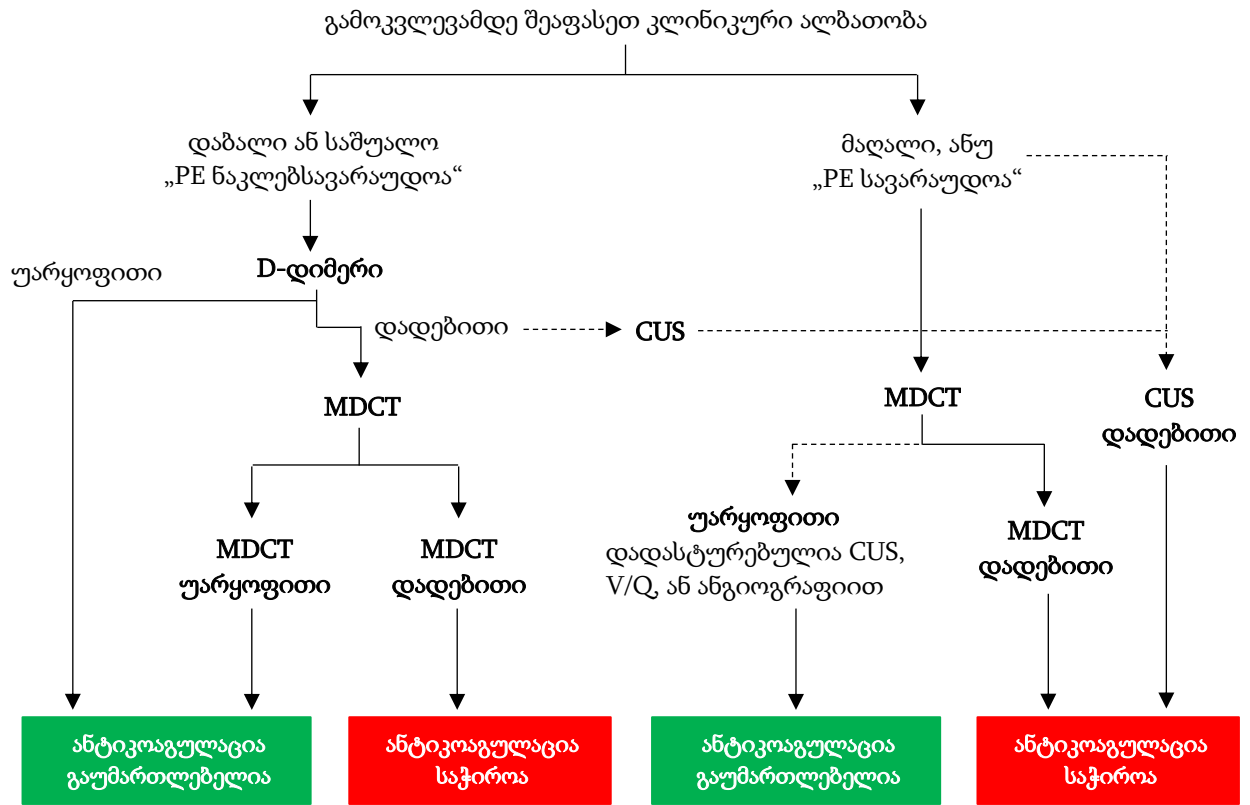 გამოკვლევამდე შეაფასეთ კლინიკური ალბათობა
დაბალი ან საშუალო
„PE ნაკლებსავარაუდოა“
მაღალი, ანუ
„PE სავარაუდოა“
უარყოფითი
D-დიმერი
დადებითი
CUS
MDCT
MDCT
CUS
დადებითი
MDCT
უარყოფითი
MDCT
დადებითი
უარყოფითი
დადასტურებულია CUS,
V/Q, ან ანგიოგრაფიით
MDCT
დადებითი
ანტიკოაგულაცია
გაუმართლებელია
ანტიკოაგულაცია
საჭიროა
ანტიკოაგულაცია
გაუმართლებელია
ანტიკოაგულაცია
საჭიროა